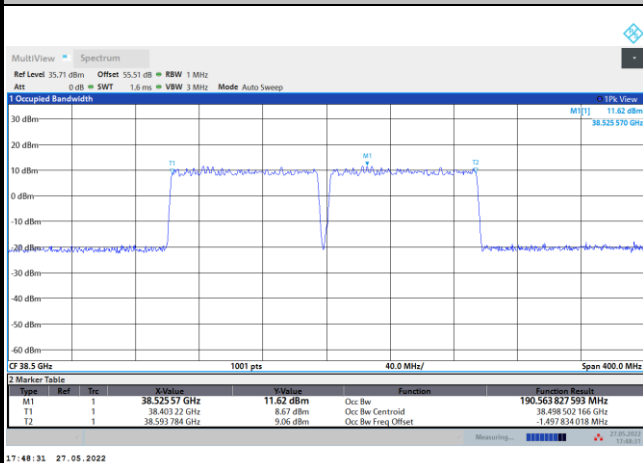 MultiView Spectrum
Ref Level 35.71 dBm Offset 55.51 dB RBW 1 MHz
Att 0 dB SWT 1.6 ms VBW 3 MHz Mode Auto Sweep
1 Occupied Bandwidth 1Pk View
M1[1] 11.62 dBm
38.525 570 GHz
30 dBm
20 dBm
M1
T1 T2
10 dBm
0 dBm
-10 dBm
-20 dBm
-30 dBm
-40 dBm
-50 dBm
-60 dBm
CF 38.5 GHz 1001 pts 40.0 MHz/ Span 400.0 MHz
2 Marker Table
Type Ref Trc X-Value Y-Value Function Function Result
M1 1 38.525 57 GHz 11.62 dBm Occ Bw 190.563 827 593 MHz
T1 1 38.403 22 GHz 8.67 dBm Occ Bw Centroid 38.498 502 166 GHz
T2 1 38.593 784 GHz 9.06 dBm Occ Bw Freq Offset -1.497 834 018 MHz
Measuring... 27.05.2022
17:48:31
17:48:31 27.05.2022